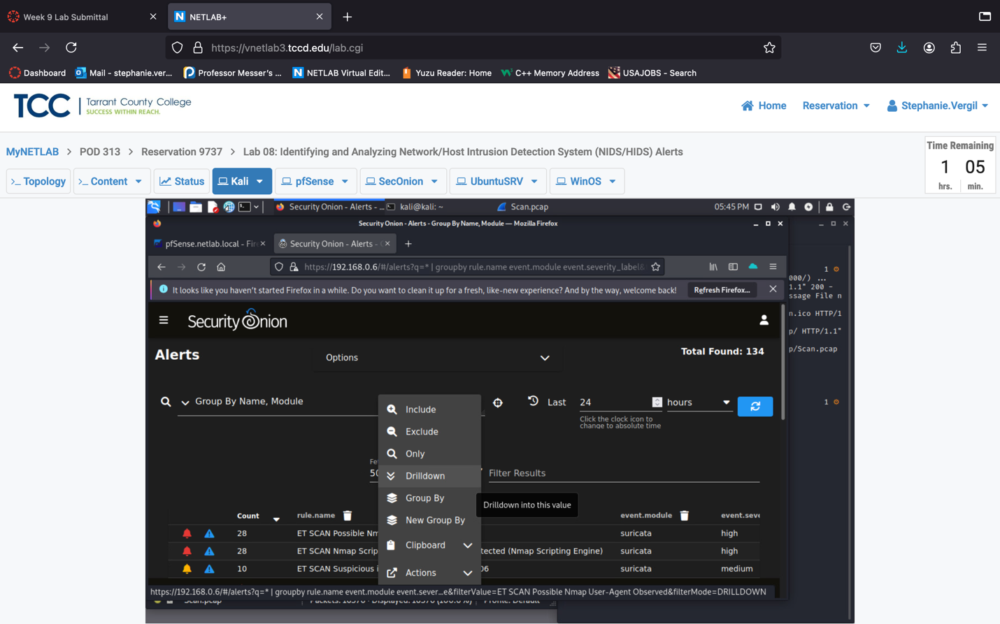 Week 9 Lab Submittal
NETLAB+
https://vnetlab3.tccd.edu/lab.cgi
Dashboard
Mail - stephanie.ver...
Professor Messer's ...
NETLAB Virtual Edit...
Yuzu Reader: Home
C++ Memory Address
USAJOBS - Search
TCC | Tarrant County College
SUCCESS WITHIN REACH.
Home
Reservation
Stephanie.Vergil
MyNETLAB > POD 313 > Reservation 9737 > Lab 08: Identifying and Analyzing Network/Host Intrusion Detection System (NIDS/HIDS) Alerts
Time Remaining
1 05
hrs. min.
>_ Topology
>_ Content
Status
Kali
pfSense
SecOnion
UbuntuSRV
WinOS
Security Onion - Alerts - ...
kali@kali: ~
Scan.pcap
05:45 PM
Security Onion - Alerts - Group By Name, Module — Mozilla Firefox
pfSense.netlab.local - Fire
Security Onion - Alerts -
https://192.168.0.6/#/alerts?q=* | groupby rule.name event.module event.severity_label&
It looks like you haven't started Firefox in a while. Do you want to clean it up for a fresh, like-new experience? And by the way, welcome back!
Refresh Firefox...
1
000/) ...
1.1" 200 -
ssage File n
n.ico HTTP/1
p/ HTTP/1.1"
p/Scan.pcap
1
Security Onion
Alerts
Options
Total Found: 134
Group By Name, Module
Last
24
hours
Click the clock icon to
change to absolute time
Include
Exclude
Only
Drilldown
Group By
New Group By
Clipboard
Actions
Fe
50
Filter Results
Drilldown into this value
Count
rule.name
event.module
event.seve
28 ET SCAN Possible Nm suricata high
28 ET SCAN Nmap Scrip tected (Nmap Scripting Engine) suricata high
10 ET SCAN Suspicious i 06 suricata medium
https://192.168.0.6/#/alerts?q=* | groupby rule.name event.module event.sever...e&filterValue=ET SCAN Possible Nmap User-Agent Observed&filterMode=DRILLDOWN